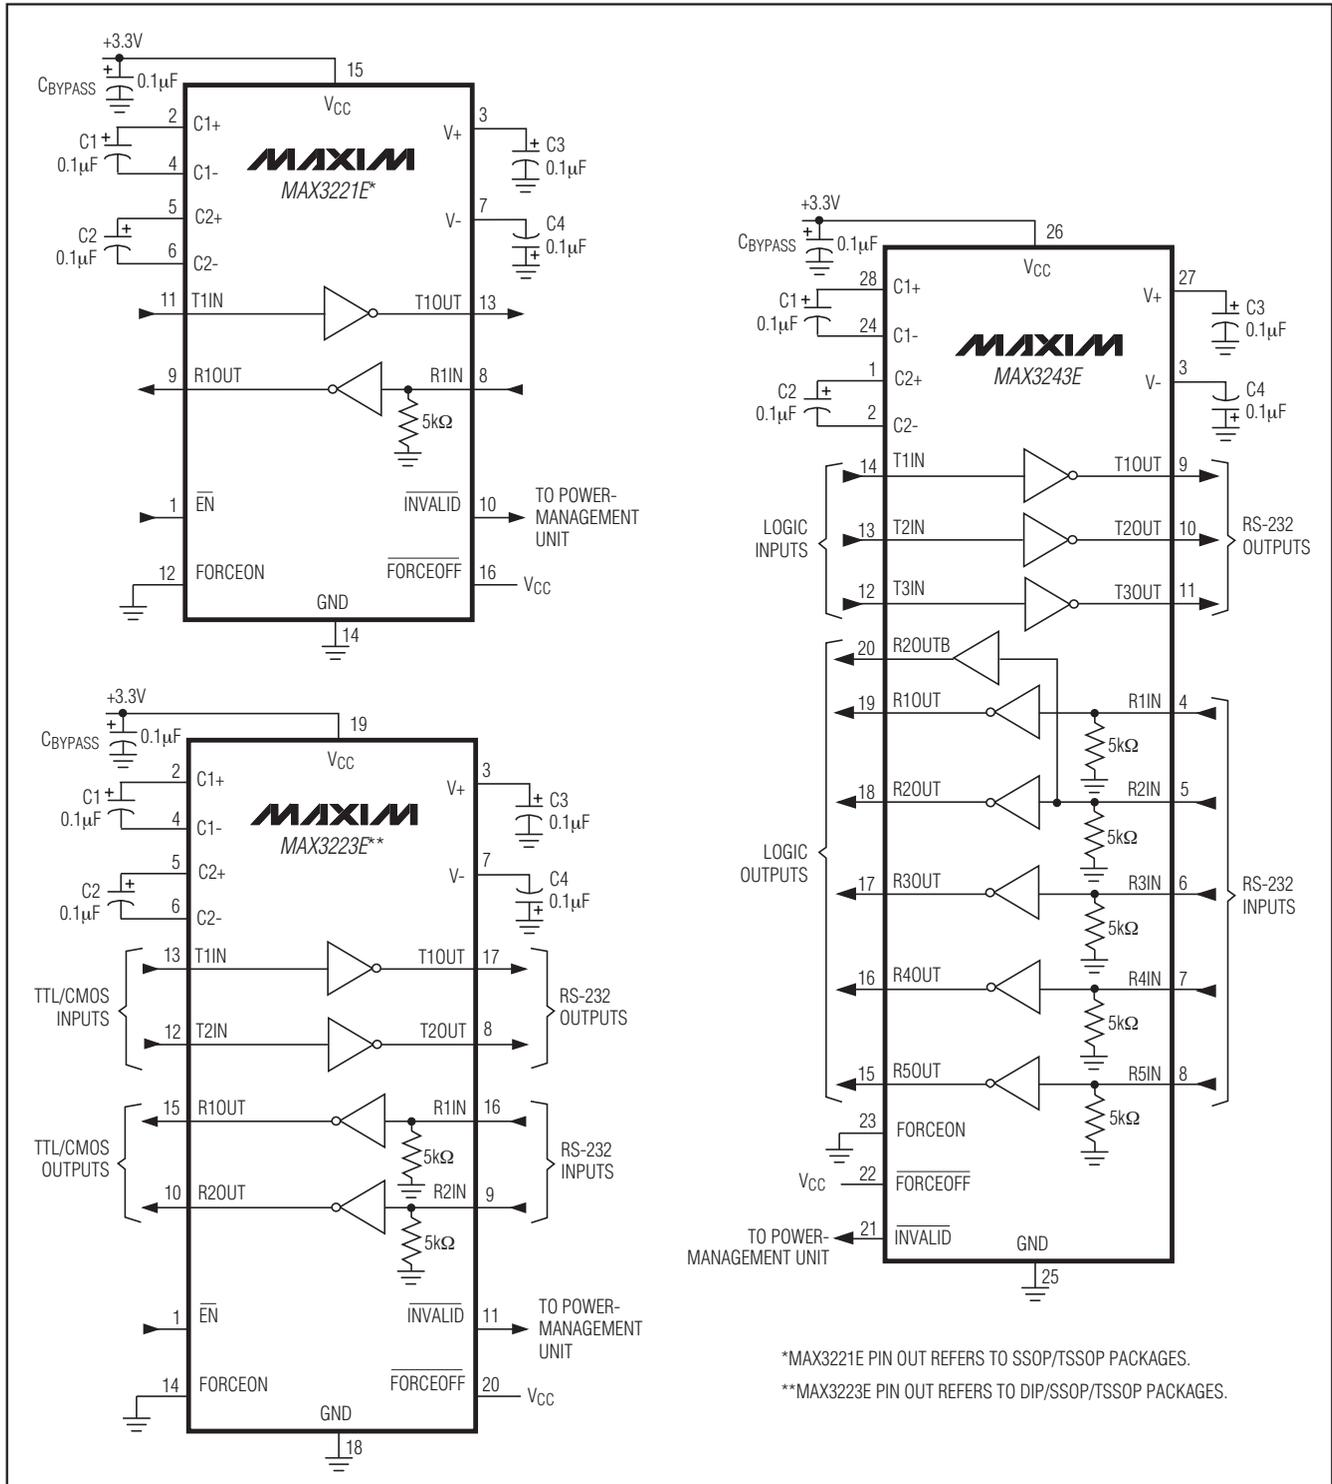 +3.3V
CBYPASS
+
0.1μF
15
VCC
2
C1+
C1
+
0.1μF
4
C1-
5
C2+
C2
+
0.1μF
6
C2-
MAXIM
MAX3221E*
3
V+
+
C3
0.1μF
7
V-
C4
0.1μF
+
11
T1IN
T1OUT
13
9
R1OUT
R1IN
8
5kΩ
1
EN
INVALID
10
TO POWER-
MANAGEMENT
UNIT
12
FORCEON
FORCEOFF
16
VCC
GND
14
+3.3V
CBYPASS
+
0.1μF
19
VCC
2
C1+
C1
+
0.1μF
4
C1-
5
C2+
C2
+
0.1μF
6
C2-
MAXIM
MAX3223E**
3
V+
+
C3
0.1μF
7
V-
C4
0.1μF
+
TTL/CMOS
INPUTS
13
T1IN
T1OUT
17
12
T2IN
T2OUT
8
RS-232
OUTPUTS
TTL/CMOS
OUTPUTS
15
R1OUT
R1IN
16
5kΩ
10
R2OUT
R2IN
9
5kΩ
RS-232
INPUTS
1
EN
INVALID
11
TO POWER-
MANAGEMENT
UNIT
14
FORCEON
FORCEOFF
20
VCC
GND
18
+3.3V
CBYPASS
+
0.1μF
26
VCC
28
C1+
C1
+
0.1μF
24
C1-
1
C2+
C2
+
0.1μF
2
C2-
MAXIM
MAX3243E
27
V+
+
C3
0.1μF
3
V-
C4
0.1μF
+
LOGIC
INPUTS
14
T1IN
T1OUT
9
13
T2IN
T2OUT
10
12
T3IN
T3OUT
11
RS-232
OUTPUTS
20
R2OUTB
19
R1OUT
R1IN
4
5kΩ
18
R2OUT
R2IN
5
5kΩ
LOGIC
OUTPUTS
17
R3OUT
R3IN
6
5kΩ
RS-232
INPUTS
16
R4OUT
R4IN
7
5kΩ
15
R5OUT
R5IN
8
5kΩ
23
FORCEON
VCC
22
FORCEOFF
TO POWER-
MANAGEMENT UNIT
21
INVALID
GND
25
*MAX3221E PIN OUT REFERS TO SSOP/TSSOP PACKAGES.
**MAX3223E PIN OUT REFERS TO DIP/SSOP/TSSOP PACKAGES.